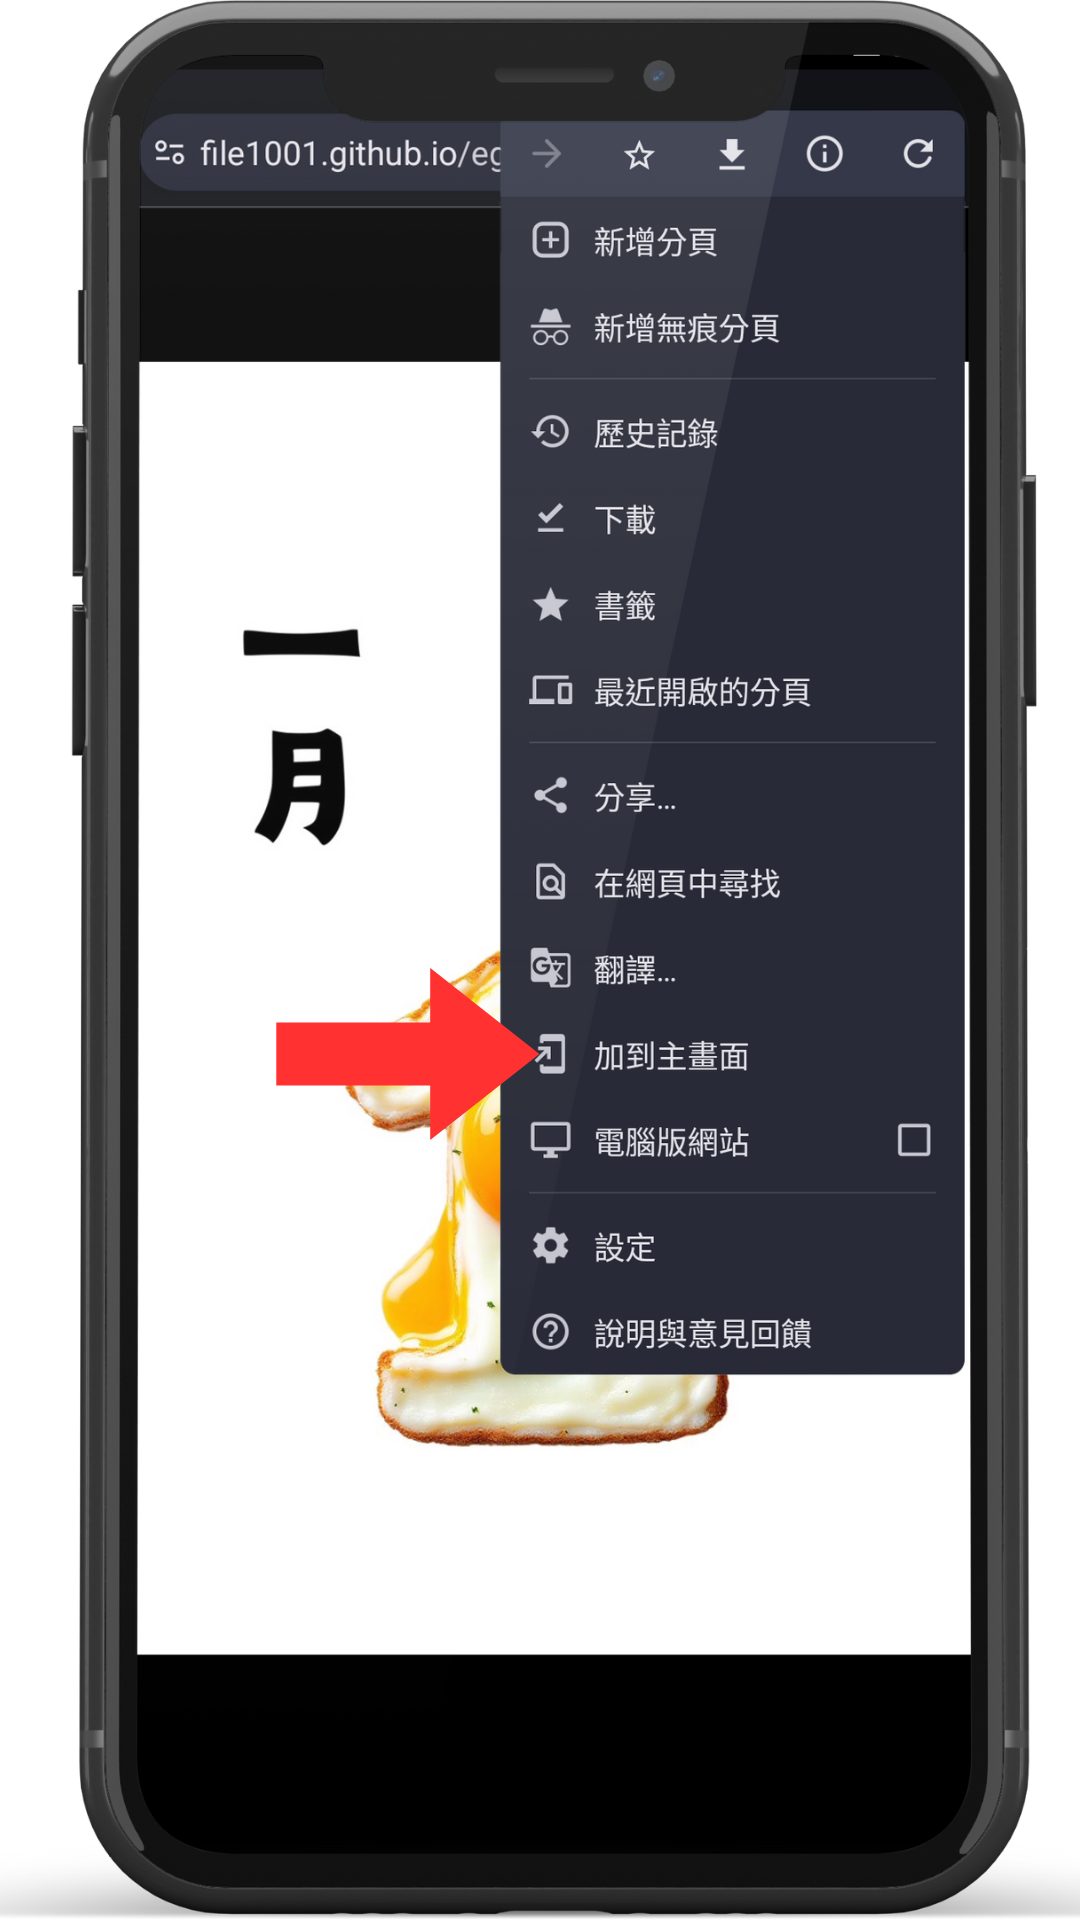 file1001.github.io/eg
新增分頁
新增無痕分頁
歷史記錄
下載
書籤
最近開啟的分頁
分享...
在網頁中尋找
翻譯...
加到主畫面
電腦版網站
設定
說明與意見回饋
一
月